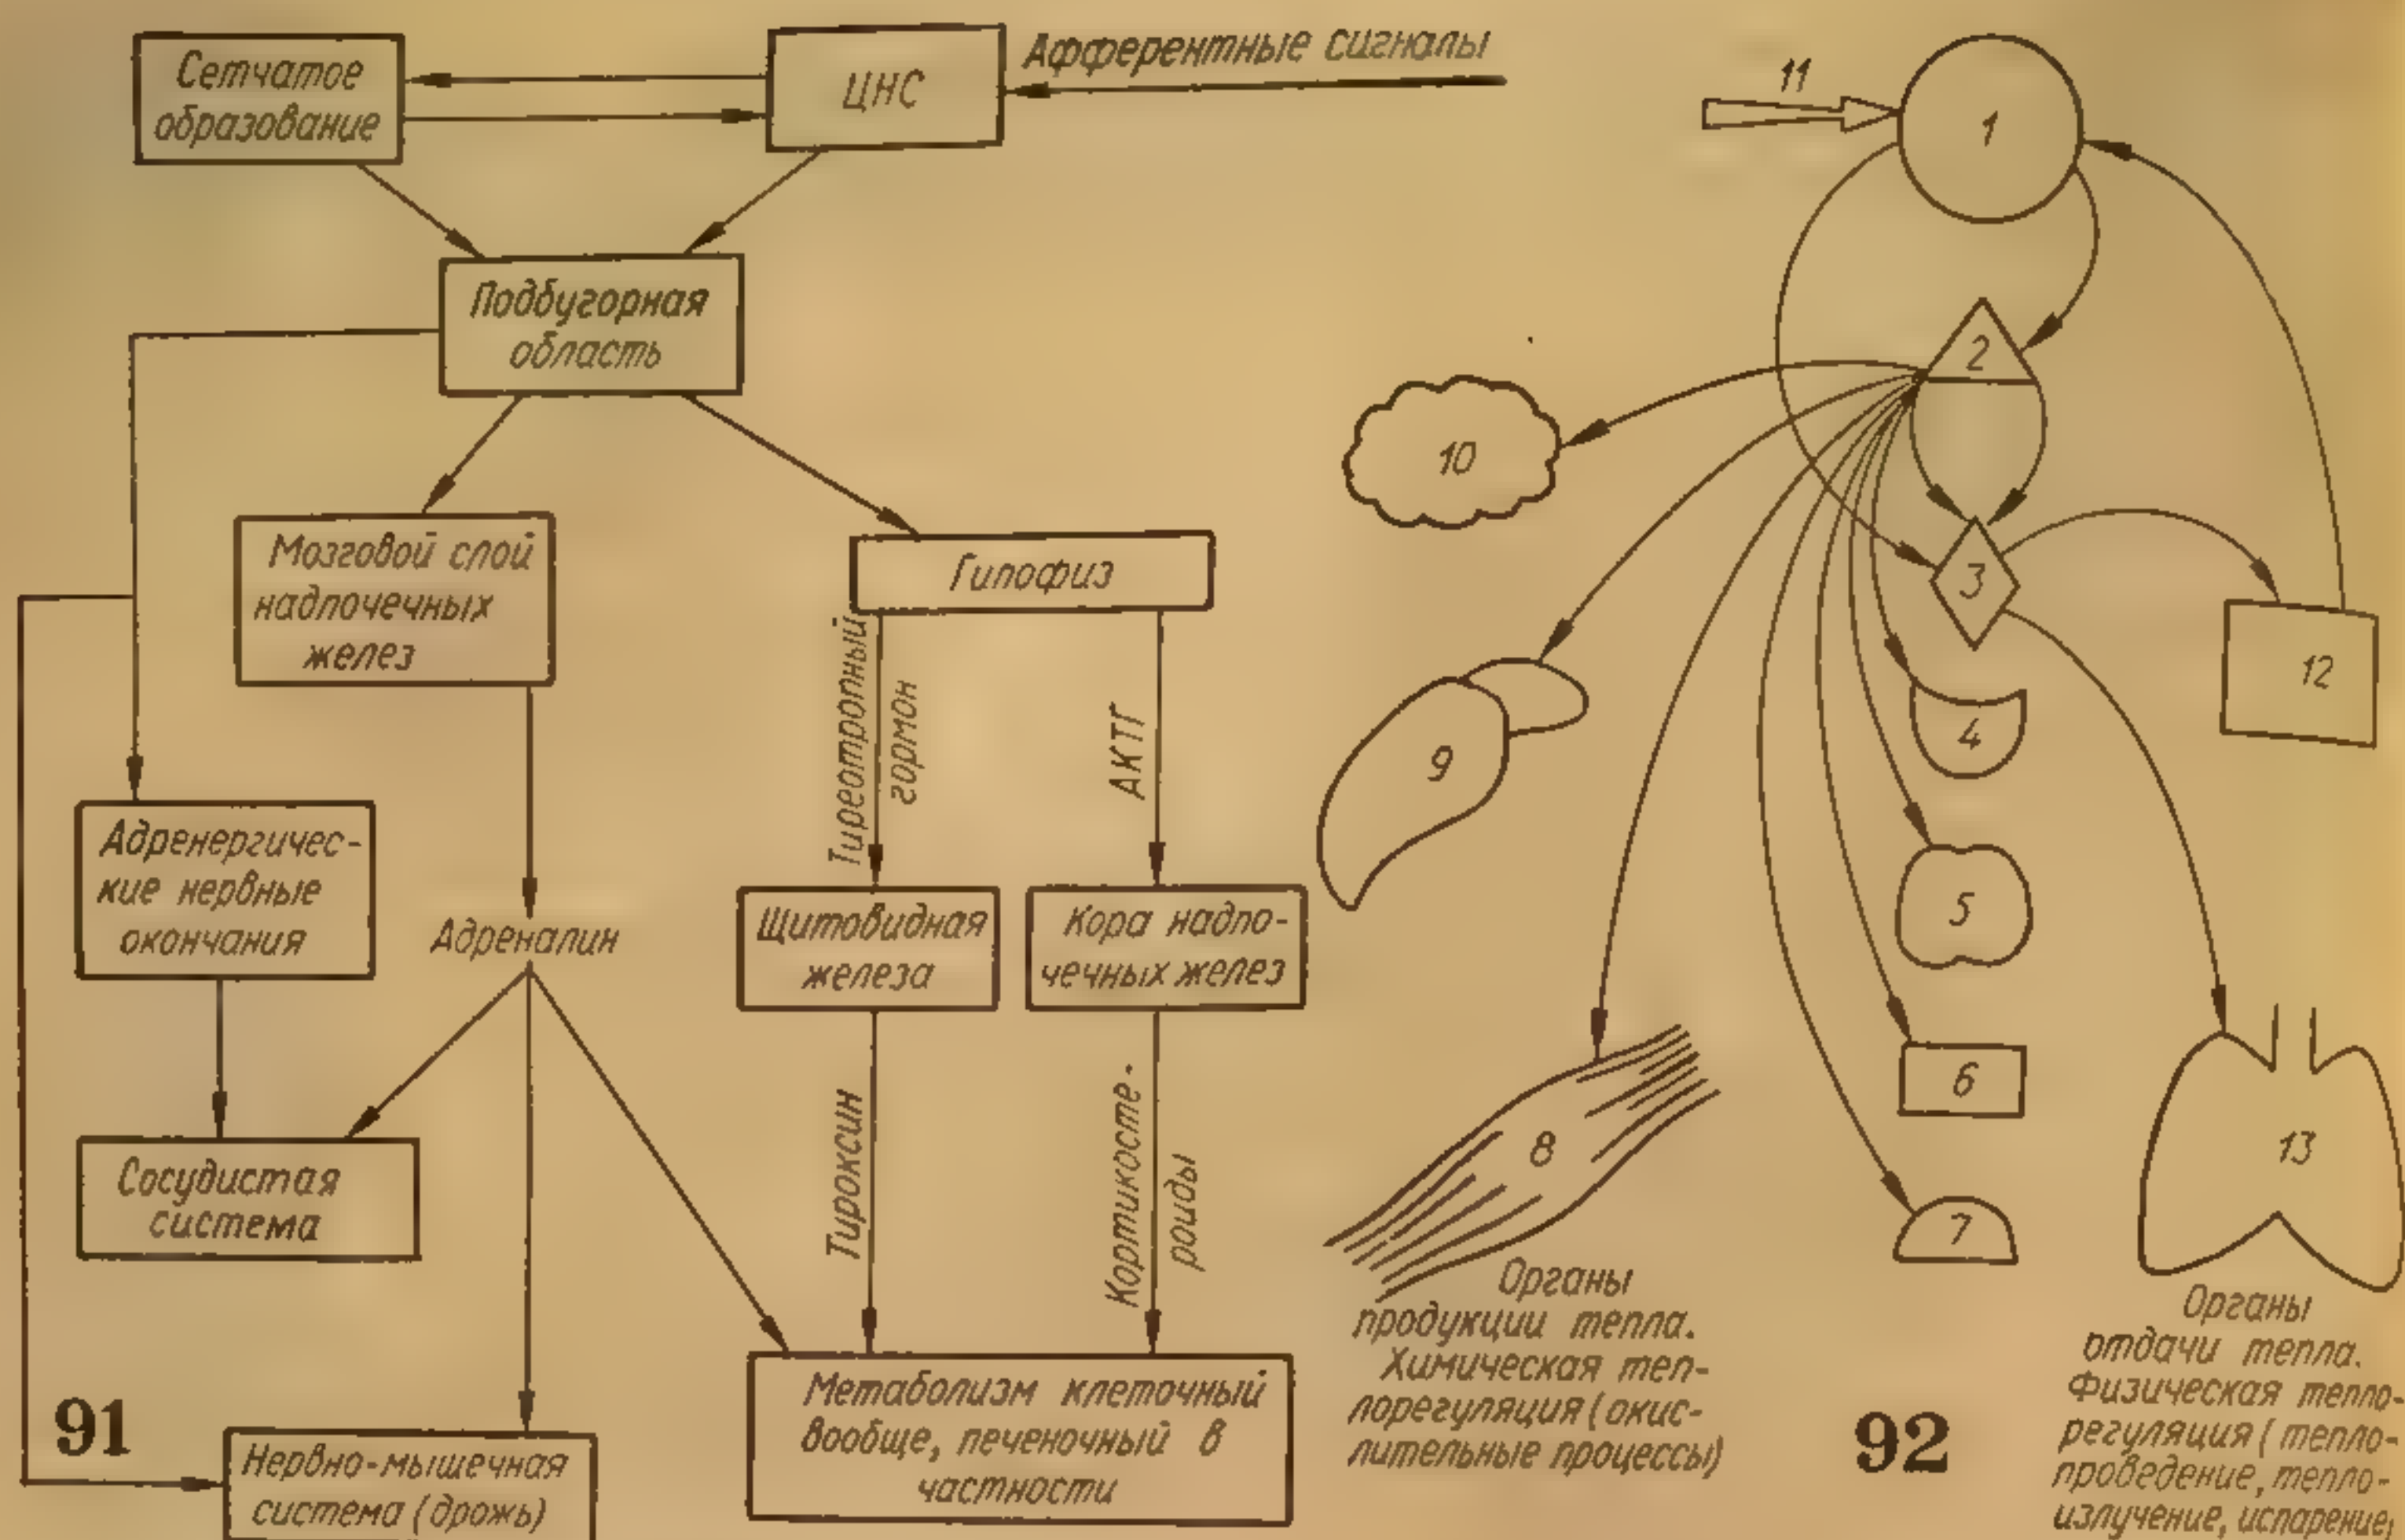 Сетчатое
образование
ЦНС
Афферентные сигналы
Подбугорная
область
Мозговой слой
надпочечных
желез
Гипофиз
Тиреотропный
гормон
АКТГ
Адренергичес-
кие нервные
окончания
Адреналин
Щитовидная
железа
Кора надпо-
чечных желез
Сосудистая
система
Тироксин
Кортикосте-
роиды
Нервно-мышечная
система (дрожь)
Метаболизм клеточный
вообще, печеночный в
частности
91
11
1
2
10
3
12
4
9
5
6
8
7
13
Органы
продукции тепла.
Химическая теп-
лорегуляция (окис-
лительные процессы)
92
Органы
отдачи тепла.
Физическая тепло-
регуляция (тепло-
проведение, тепло-
излучение, испарение,